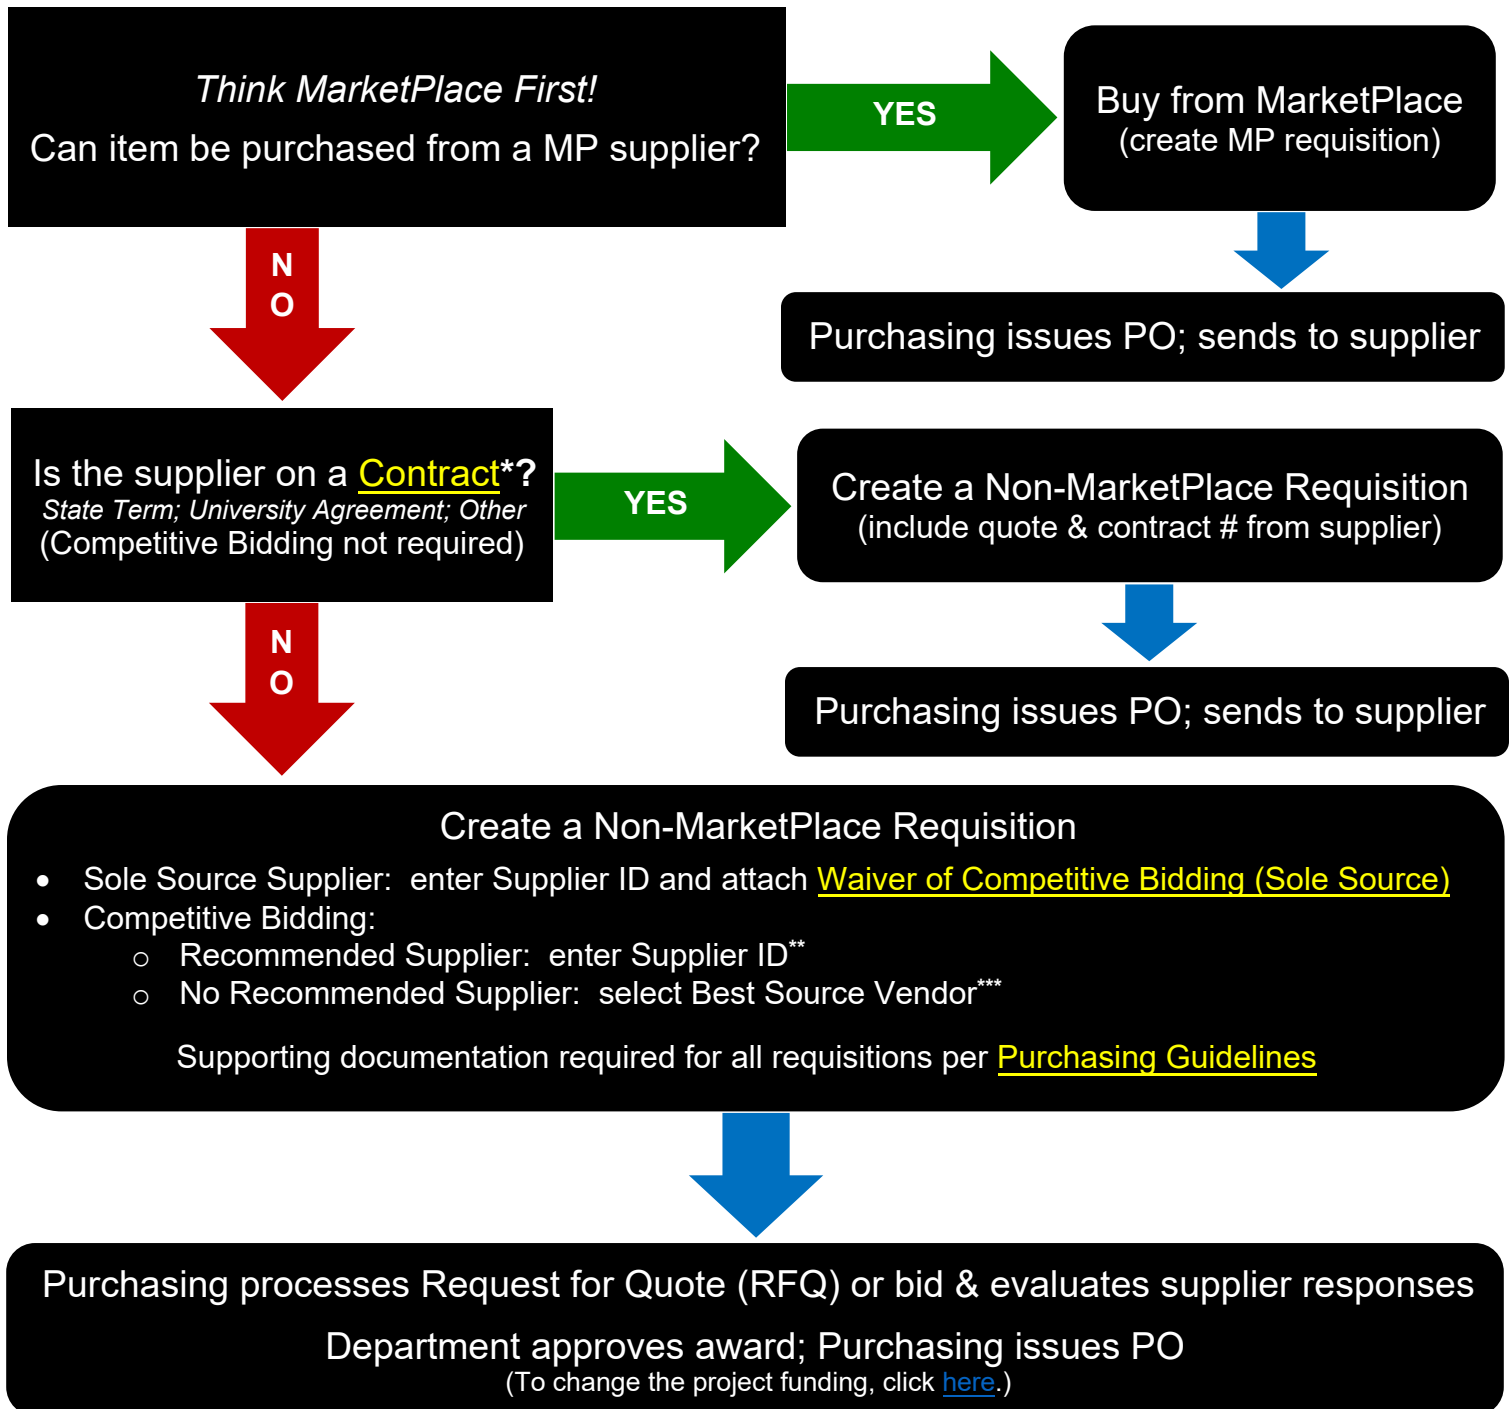 Think MarketPlace First!
Can item be purchased from a MP supplier?
YES
Buy from MarketPlace
(create MP requisition)
Purchasing issues PO; sends to supplier
N
O
Is the supplier on a Contract*?
State Term; University Agreement; Other
(Competitive Bidding not required)
YES
Create a Non-MarketPlace Requisition
(include quote & contract # from supplier)
Purchasing issues PO; sends to supplier
N
O
Create a Non-MarketPlace Requisition
• Sole Source Supplier:  enter Supplier ID and attach Waiver of Competitive Bidding (Sole Source)
• Competitive Bidding:
o Recommended Supplier:  enter Supplier ID**
o No Recommended Supplier:  select Best Source Vendor***
Supporting documentation required for all requisitions per Purchasing Guidelines
Purchasing processes Request for Quote (RFQ) or bid & evaluates supplier responses
Department approves award; Purchasing issues PO
(To change the project funding, click here.)